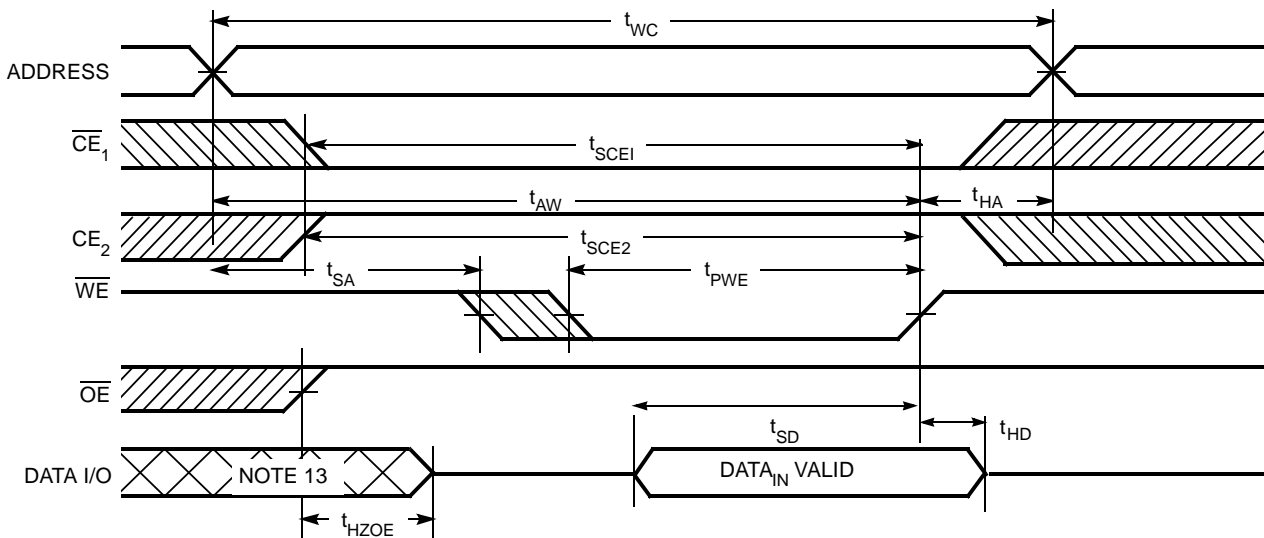 tWC
ADDRESS
CE1
tSCEI
tAW
tHA
CE2
tSCE2
tSA
tPWE
WE
OE
tSD
tHD
DATA I/O
NOTE 13
DATAIN VALID
tHZOE